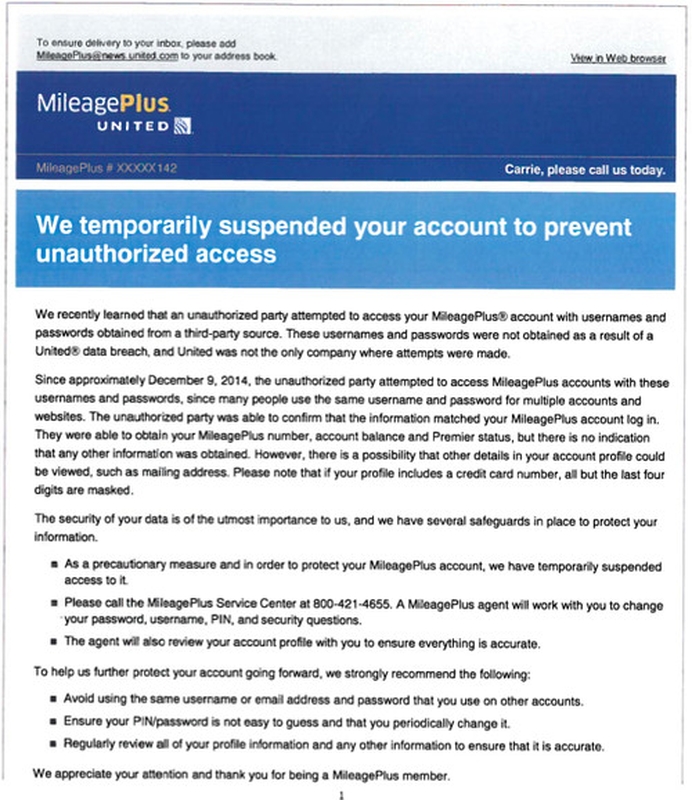 To ensure delivery to your inbox, please add
MileagePlus@news.united.com to your address book.
View in Web browser
MileagePlus
UNITED
MileagePlus # XXXXX142
Carrie, please call us today.
We temporarily suspended your account to prevent
unauthorized access
We recently learned that an unauthorized party attempted to access your MileagePlus® account with usernames and
passwords obtained from a third-party source. These usernames and passwords were not obtained as a result of a
United® data breach, and United was not the only company where attempts were made.
Since approximately December 9, 2014, the unauthorized party attempted to access MileagePlus accounts with these
usernames and passwords, since many people use the same username and password for multiple accounts and
websites. The unauthorized party was able to confirm that the information matched your MileagePlus account log in.
They were able to obtain your MileagePlus number, account balance and Premier status, but there is no indication
that any other information was obtained. However, there is a possibility that other details in your account profile could
be viewed, such as mailing address. Please note that if your profile includes a credit card number, all but the last four
digits are masked.
The security of your data is of the utmost importance to us, and we have several safeguards in place to protect your
information.
■ As a precautionary measure and in order to protect your MileagePlus account, we have temporarily suspended
access to it.
■ Please call the MileagePlus Service Center at 800-421-4655. A MileagePlus agent will work with you to change
your password, username, PIN, and security questions.
■ The agent will also review your account profile with you to ensure everything is accurate.
To help us further protect your account going forward, we strongly recommend the following:
■ Avoid using the same username or email address and password that you use on other accounts.
■ Ensure your PIN/password is not easy to guess and that you periodically change it.
■ Regularly review all of your profile information and any other information to ensure that it is accurate.
We appreciate your attention and thank you for being a MileagePlus member.
1